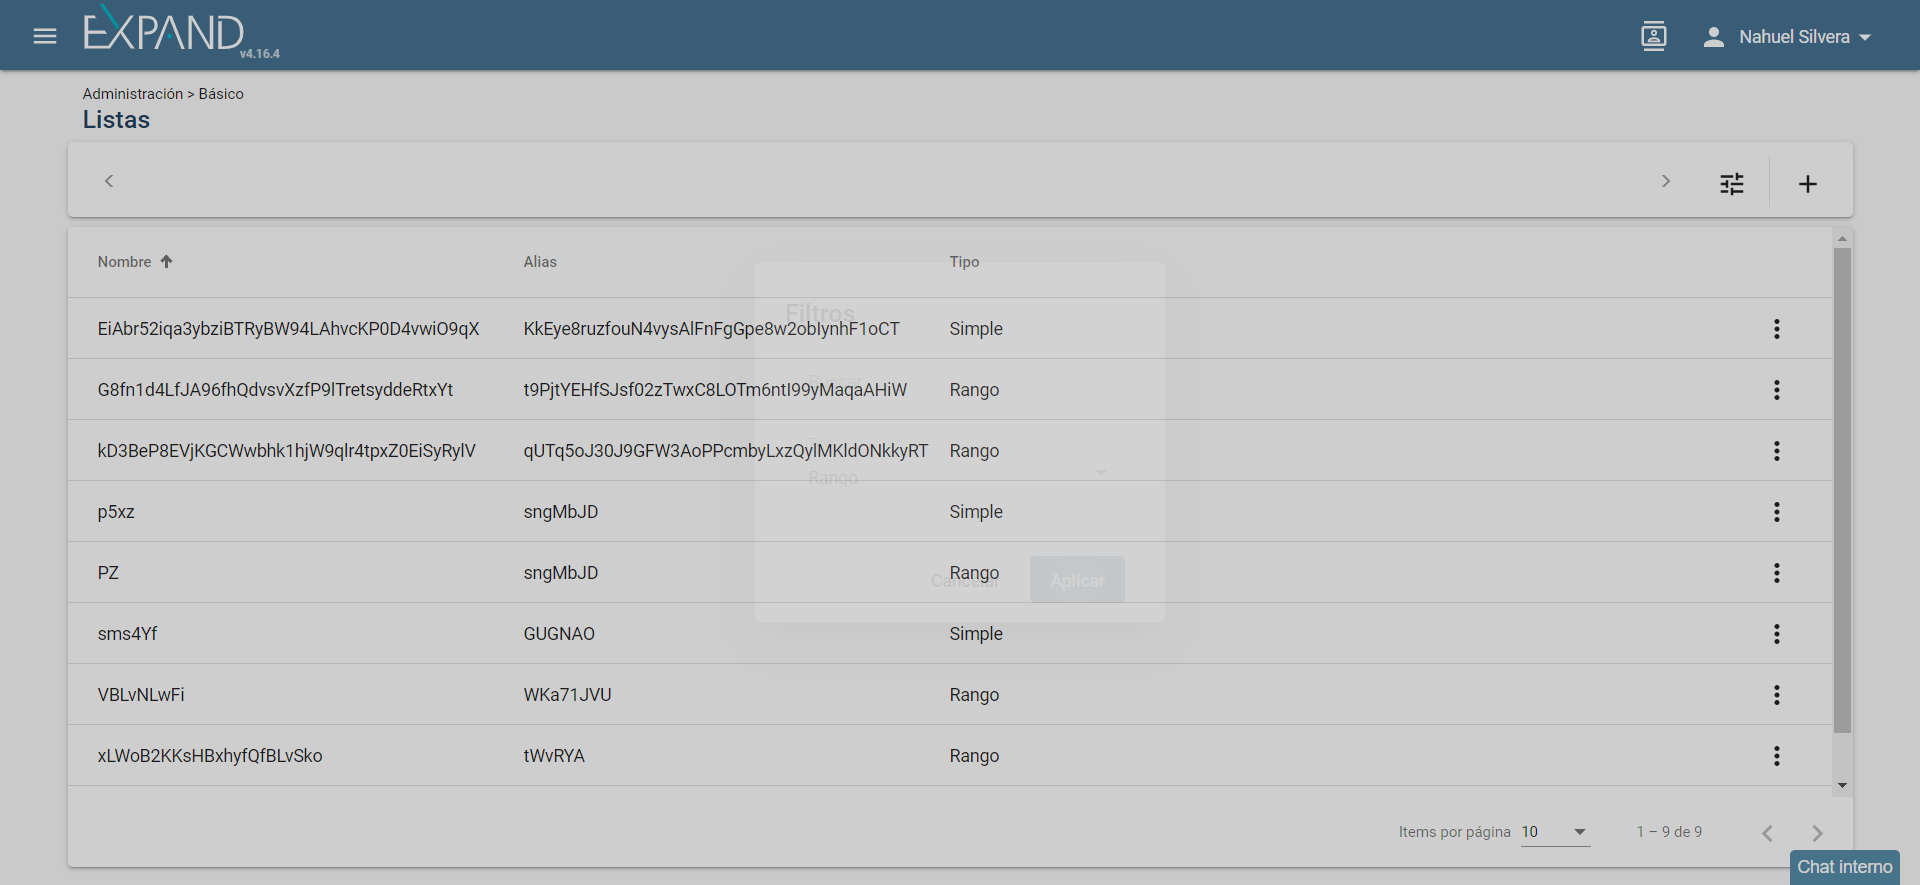 EXPAND
v4.16.4
Nahuel Silvera
Administración > Básico
Listas
Nombre Alias Tipo
Filtros
EiAbr52iqa3ybziBTRyBW94LAhvcKP0D4vwiO9qX KkEye8ruzfouN4vysAlFnFgGpe8w2obIynhF1oCT Simple
G8fn1d4LfJA96fhQdvsvXzfP9lTretsyddeRtxYt t9PjtYEHfSJsf02zTwxC8LOTm6ntI99yMaqaAHiW Rango
kD3BeP8EVjKGCWwbhk1hjW9qlr4tpxZ0EiSyRylV qUTq5oJ30J9GFW3AoPPcmbyLxzQylMKldONkkyRT Rango
Rango
p5xz sngMbJD Simple
PZ sngMbJD Rango
Cancelar Aplicar
sms4Yf GUGNAO Simple
VBLvNLwFi WKa71JVU Rango
xLWoB2KKsHBxhyfQfBLvSko tWvRYA Rango
Items por página 10 1 – 9 de 9
Chat interno